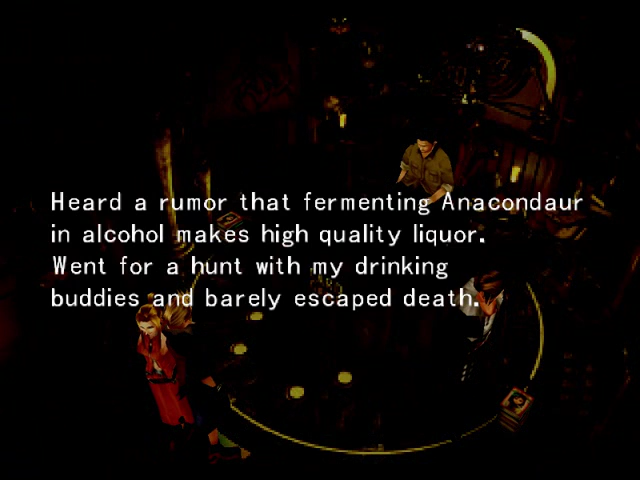 Heard a rumor that fermenting Anacondaur
in alcohol makes high quality liquor.
Went for a hunt with my drinking
buddies and barely escaped death.